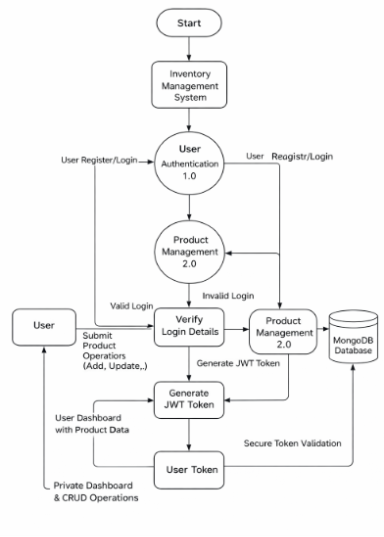 Start
Inventory
Management
System
User
Authentication
1.0
User Register/Login
User Reagistr/Login
Product
Management
2.0
Invalid Login
Valid Login
User
Verify
Login Details
Product
Management
2.0
MongoDB
Database
Submit
Product
Operatiors
(Add, Update,.)
Generate JWT Token
Generate
JWT Token
User Dashboard
with Product Data
Secure Token Validation
User Token
Private Dashboard
& CRUD Operations